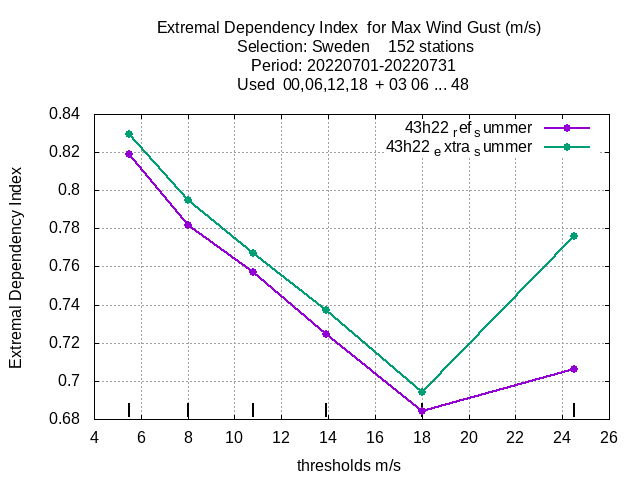 Extremal Dependency Index  for Max Wind Gust (m/s)
Selection: Sweden    152 stations
Period: 20220701-20220731
Used  00,06,12,18  + 03 06 ... 48
43h22 ref summer
43h22 extra summer
Extremal Dependency Index
0.84
0.82
0.8
0.78
0.76
0.74
0.72
0.7
0.68
4 6 8 10 12 14 16 18 20 22 24 26
thresholds m/s